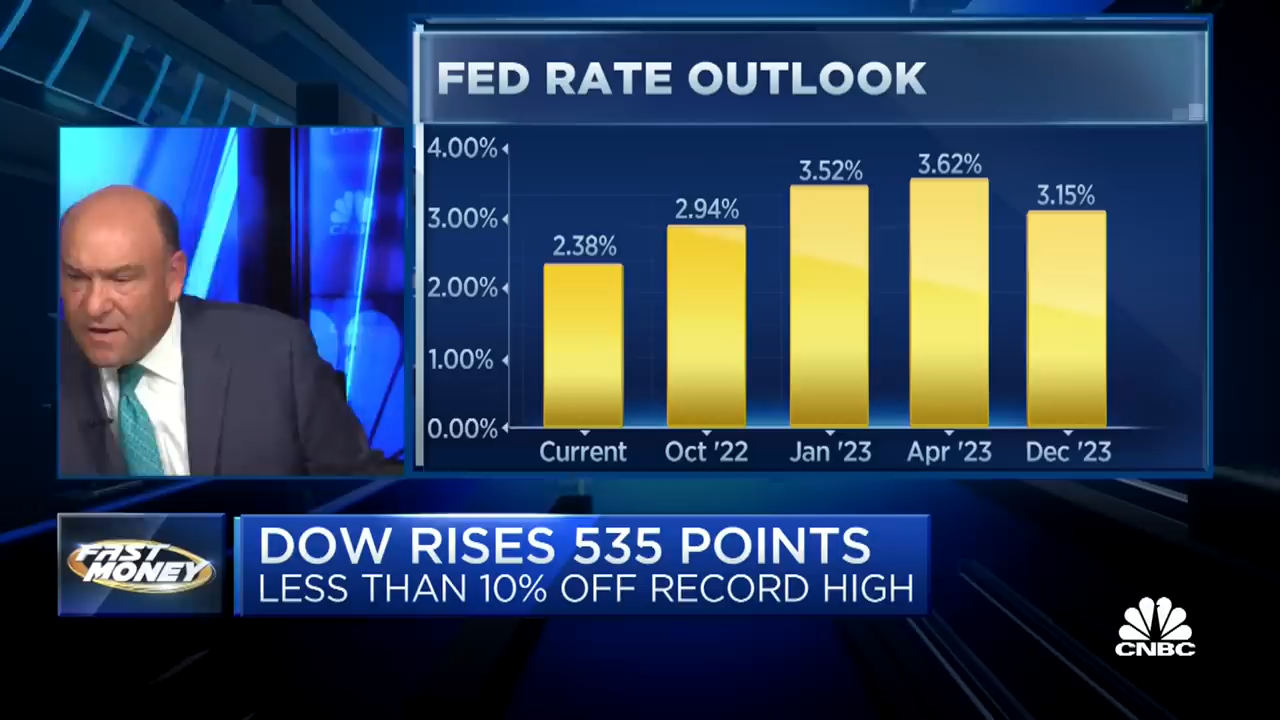 FED RATE OUTLOOK
4.00%
3.00%
2.00%
1.00%
0.00%
2.38%
2.94%
3.52%
3.62%
3.15%
Current
Oct '22
Jan '23
Apr '23
Dec '23
FAST
MONEY
DOW RISES 535 POINTS
LESS THAN 10% OFF RECORD HIGH
CNBC